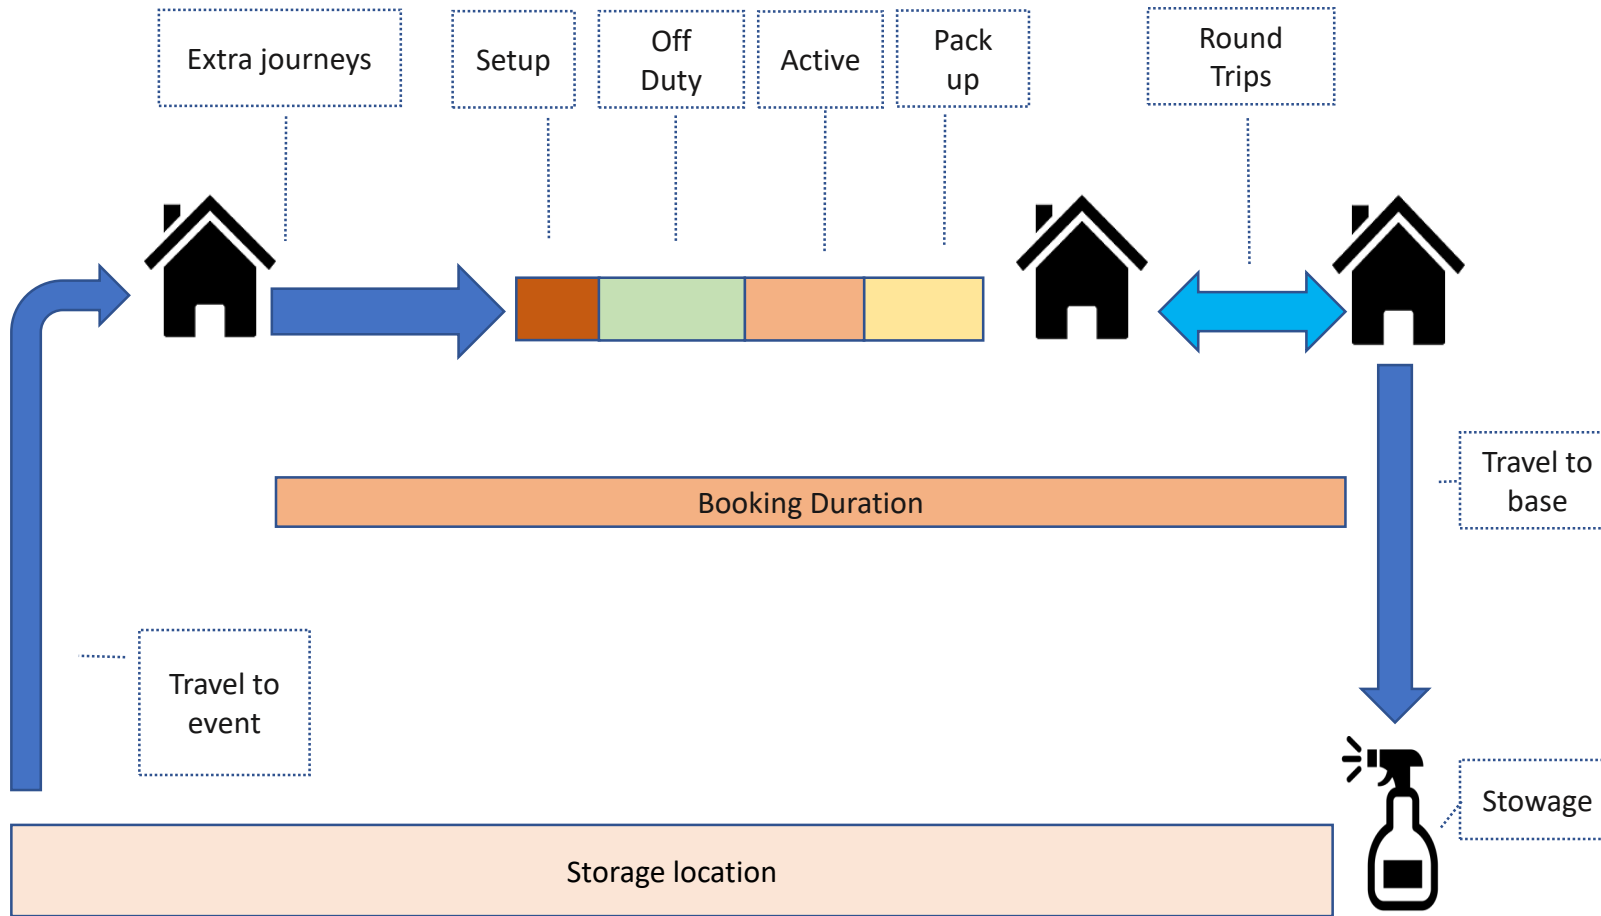 Extra journeys
Setup
Off
Duty
Active
Pack
up
Round
Trips
Booking Duration
Travel to
base
Travel to
event
Stowage
Storage location